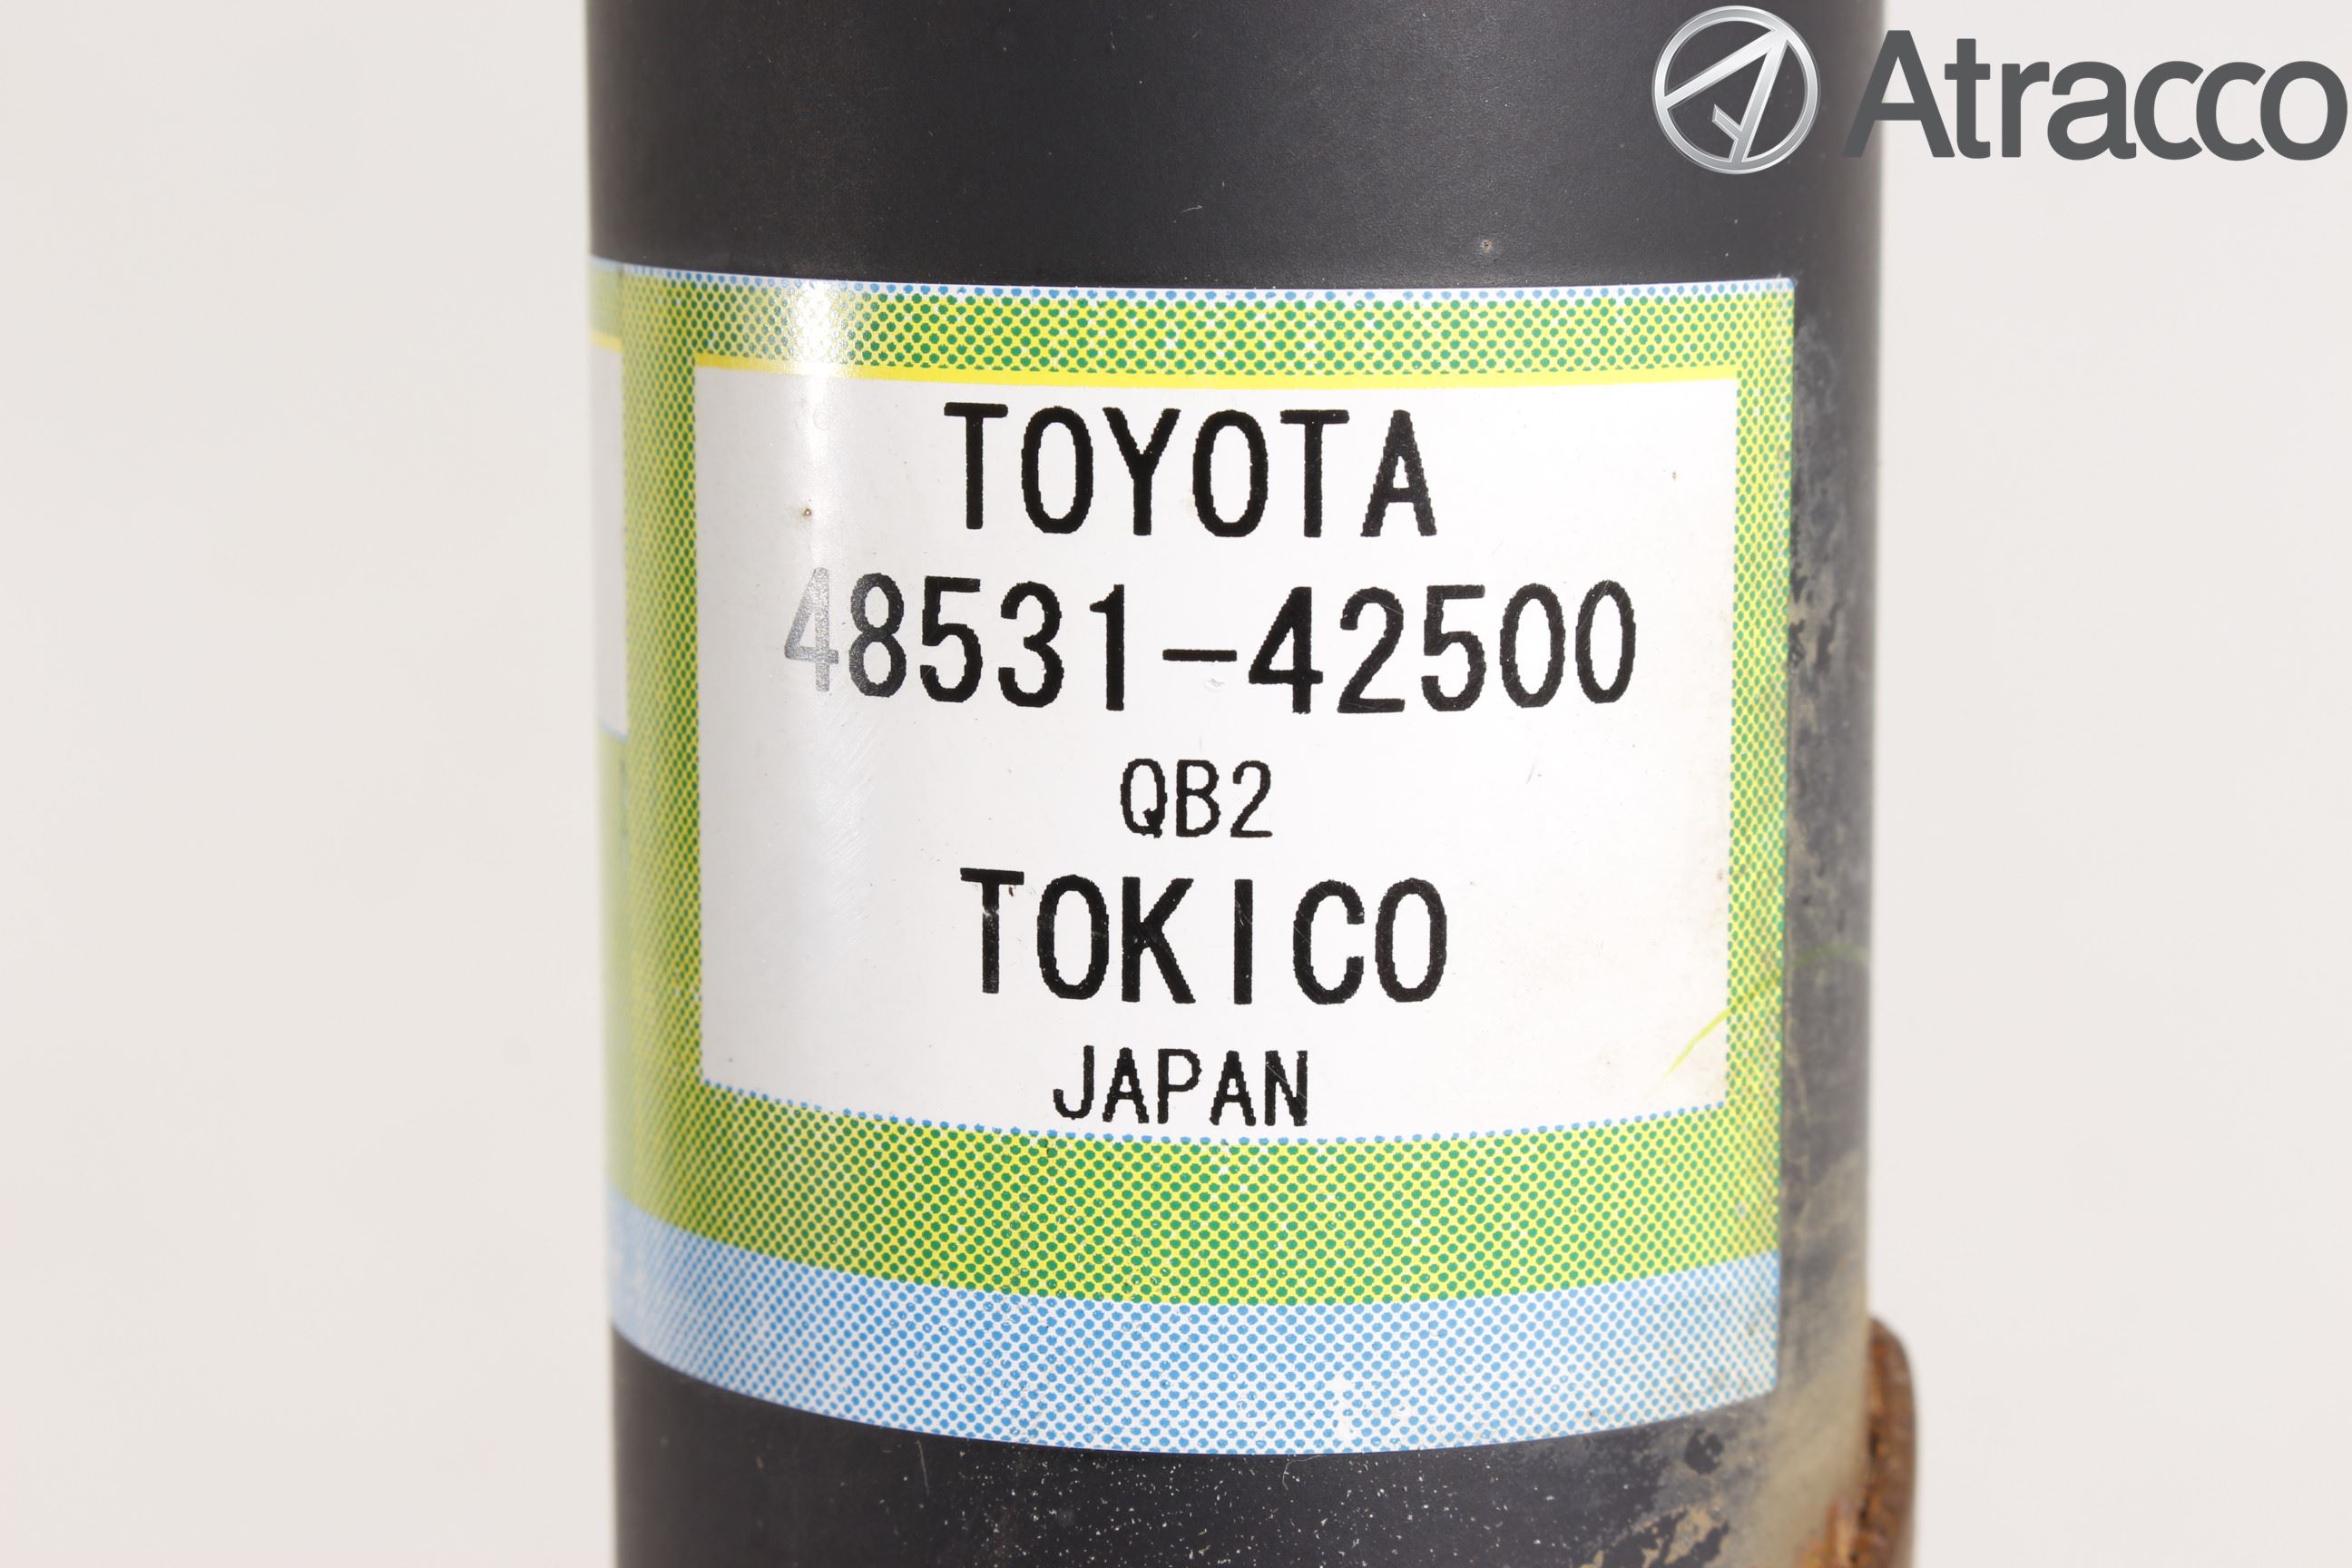 Atracco
TOYOTA
48531-42500
QB2
TOKICO
JAPAN